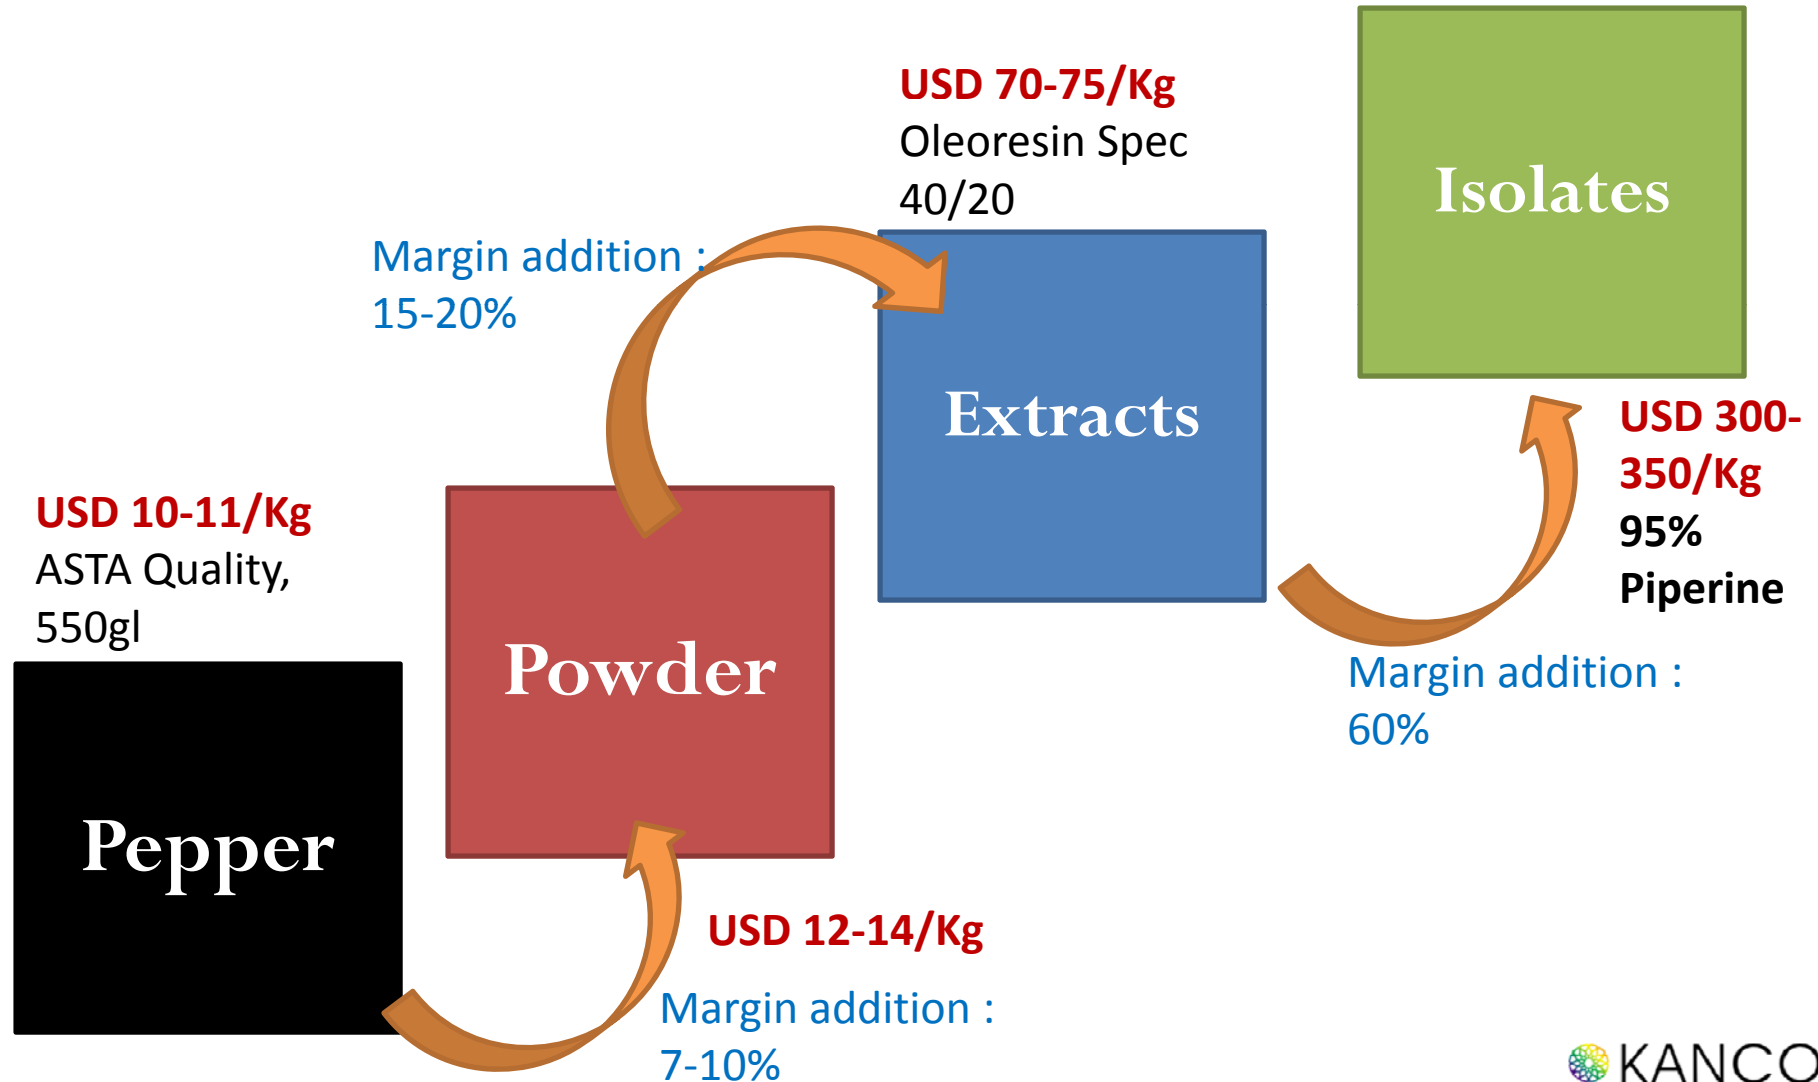 USD 10-11/Kg
ASTA Quality,
550gl
Pepper
USD 12-14/Kg
Margin addition :
7-10%
Powder
Margin addition :
15-20%
USD 70-75/Kg
Oleoresin Spec
40/20
Extracts
Margin addition :
60%
Isolates
USD 300-
350/Kg
95%
Piperine
KANCO